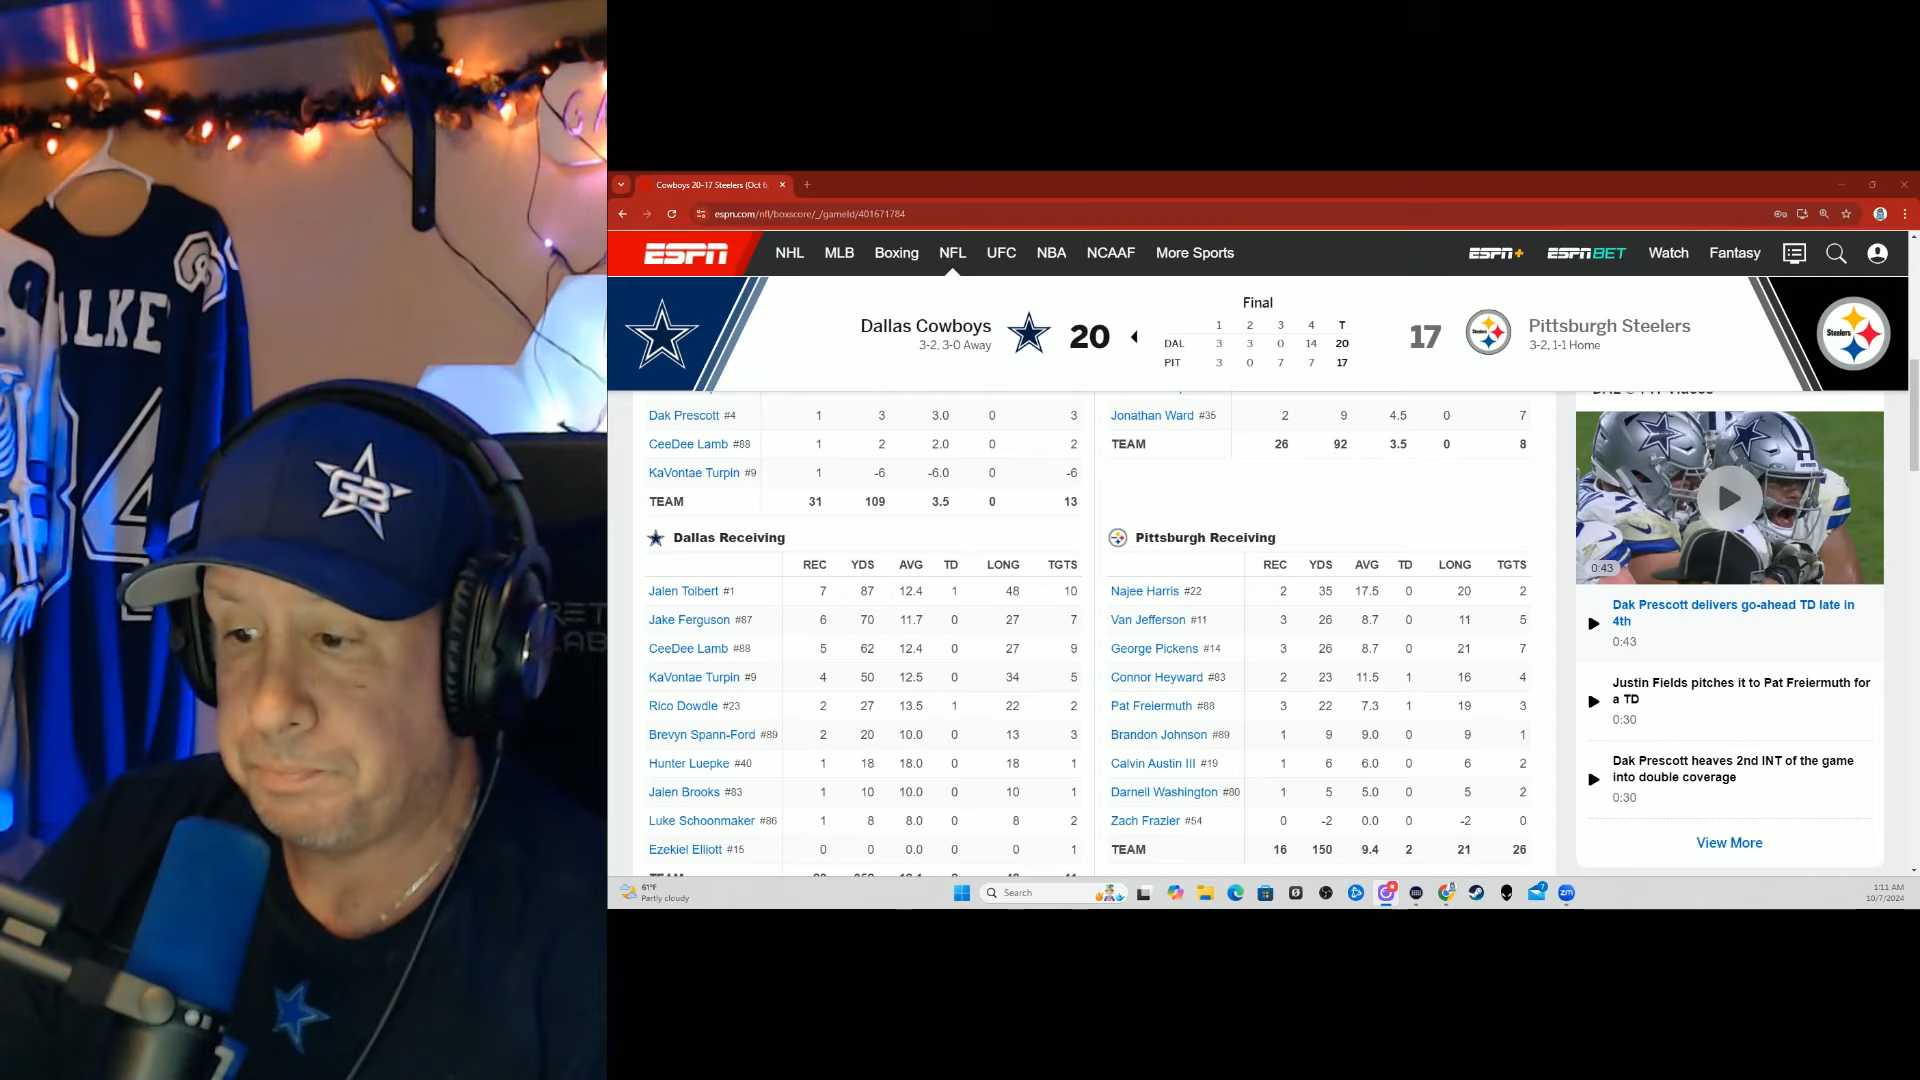 ALKE
GB
Cowboys 20-17 Steelers (Oct 6,
espn.com/nfl/boxscore/_/gameId/401671784
ESPN
NHL MLB Boxing NFL UFC NBA NCAAF More Sports
ESPN+ ESPN BET Watch Fantasy
Final
Dallas Cowboys
3-2, 3-0 Away
20
1 2 3 4 T
DAL 3 3 0 14 20
PIT 3 0 7 7 17
17
Pittsburgh Steelers
3-2, 1-1 Home
Steelers
Dak Prescott #4 1 3 3.0 0 3
CeeDee Lamb #88 1 2 2.0 0 2
KaVontae Turpin #9 1 -6 -6.0 0 -6
TEAM 31 109 3.5 0 13
Jonathan Ward #35 2 9 4.5 0 7
TEAM 26 92 3.5 0 8
Dallas Receiving
REC YDS AVG TD LONG TGTS
Jalen Tolbert #1 7 87 12.4 1 48 10
Jake Ferguson #87 6 70 11.7 0 27 7
CeeDee Lamb #88 5 62 12.4 0 27 9
KaVontae Turpin #9 4 50 12.5 0 34 5
Rico Dowdle #23 2 27 13.5 1 22 2
Brevyn Spann-Ford #89 2 20 10.0 0 13 3
Hunter Luepke #40 1 18 18.0 0 18 1
Jalen Brooks #83 1 10 10.0 0 10 1
Luke Schoonmaker #86 1 8 8.0 0 8 2
Ezekiel Elliott #15 0 0 0.0 0 0 1
Pittsburgh Receiving
REC YDS AVG TD LONG TGTS
Najee Harris #22 2 35 17.5 0 20 2
Van Jefferson #11 3 26 8.7 0 11 5
George Pickens #14 3 26 8.7 0 21 7
Connor Heyward #83 2 23 11.5 1 16 4
Pat Freiermuth #88 3 22 7.3 1 19 3
Brandon Johnson #89 1 9 9.0 0 9 1
Calvin Austin III #19 1 6 6.0 0 6 2
Darnell Washington #80 1 5 5.0 0 5 2
Zach Frazier #54 0 -2 0.0 0 -2 0
TEAM 16 150 9.4 2 21 26
0:43
Dak Prescott delivers go-ahead TD late in
4th
0:43
Justin Fields pitches it to Pat Freiermuth for
a TD
0:30
Dak Prescott heaves 2nd INT of the game
into double coverage
0:30
View More
61°F
Partly cloudy
Search
7
zm
1:11 AM
10/7/2024